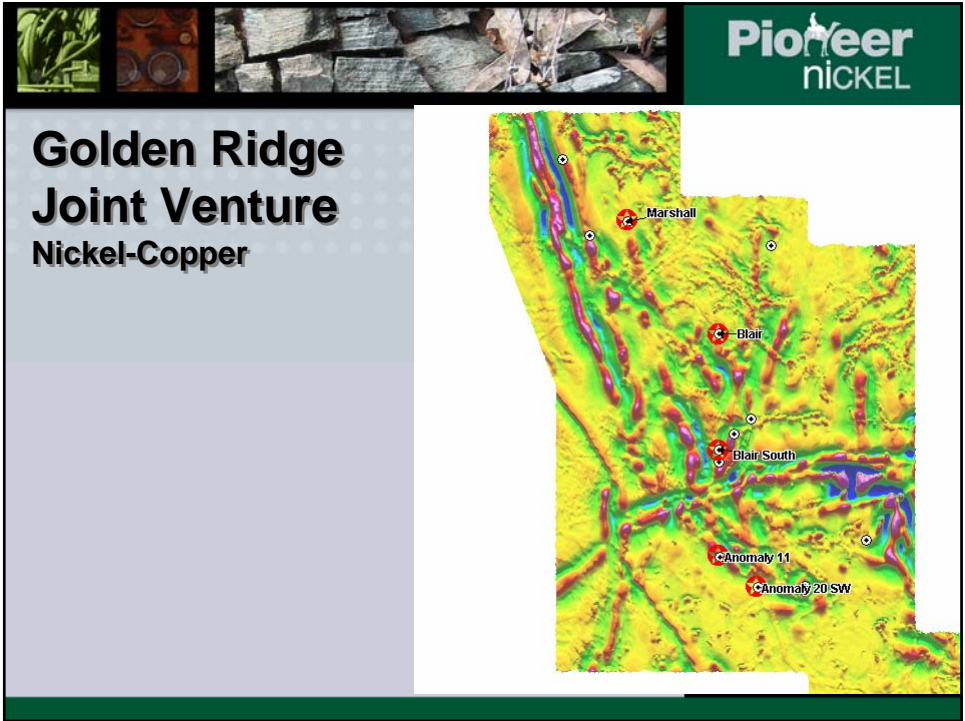 Pioneer
niCKEL
Golden Ridge
Joint Venture
Nickel-Copper
Marshall
Blair
Blair South
Anomaly 11
Anomaly 20 SW